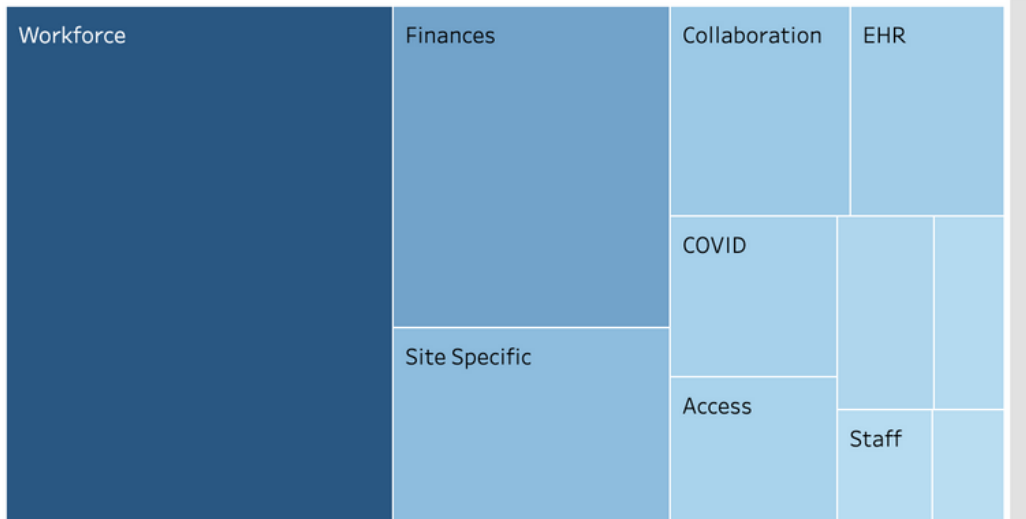 Workforce
Finances
Collaboration
EHR
Site Specific
COVID
Access
Staff